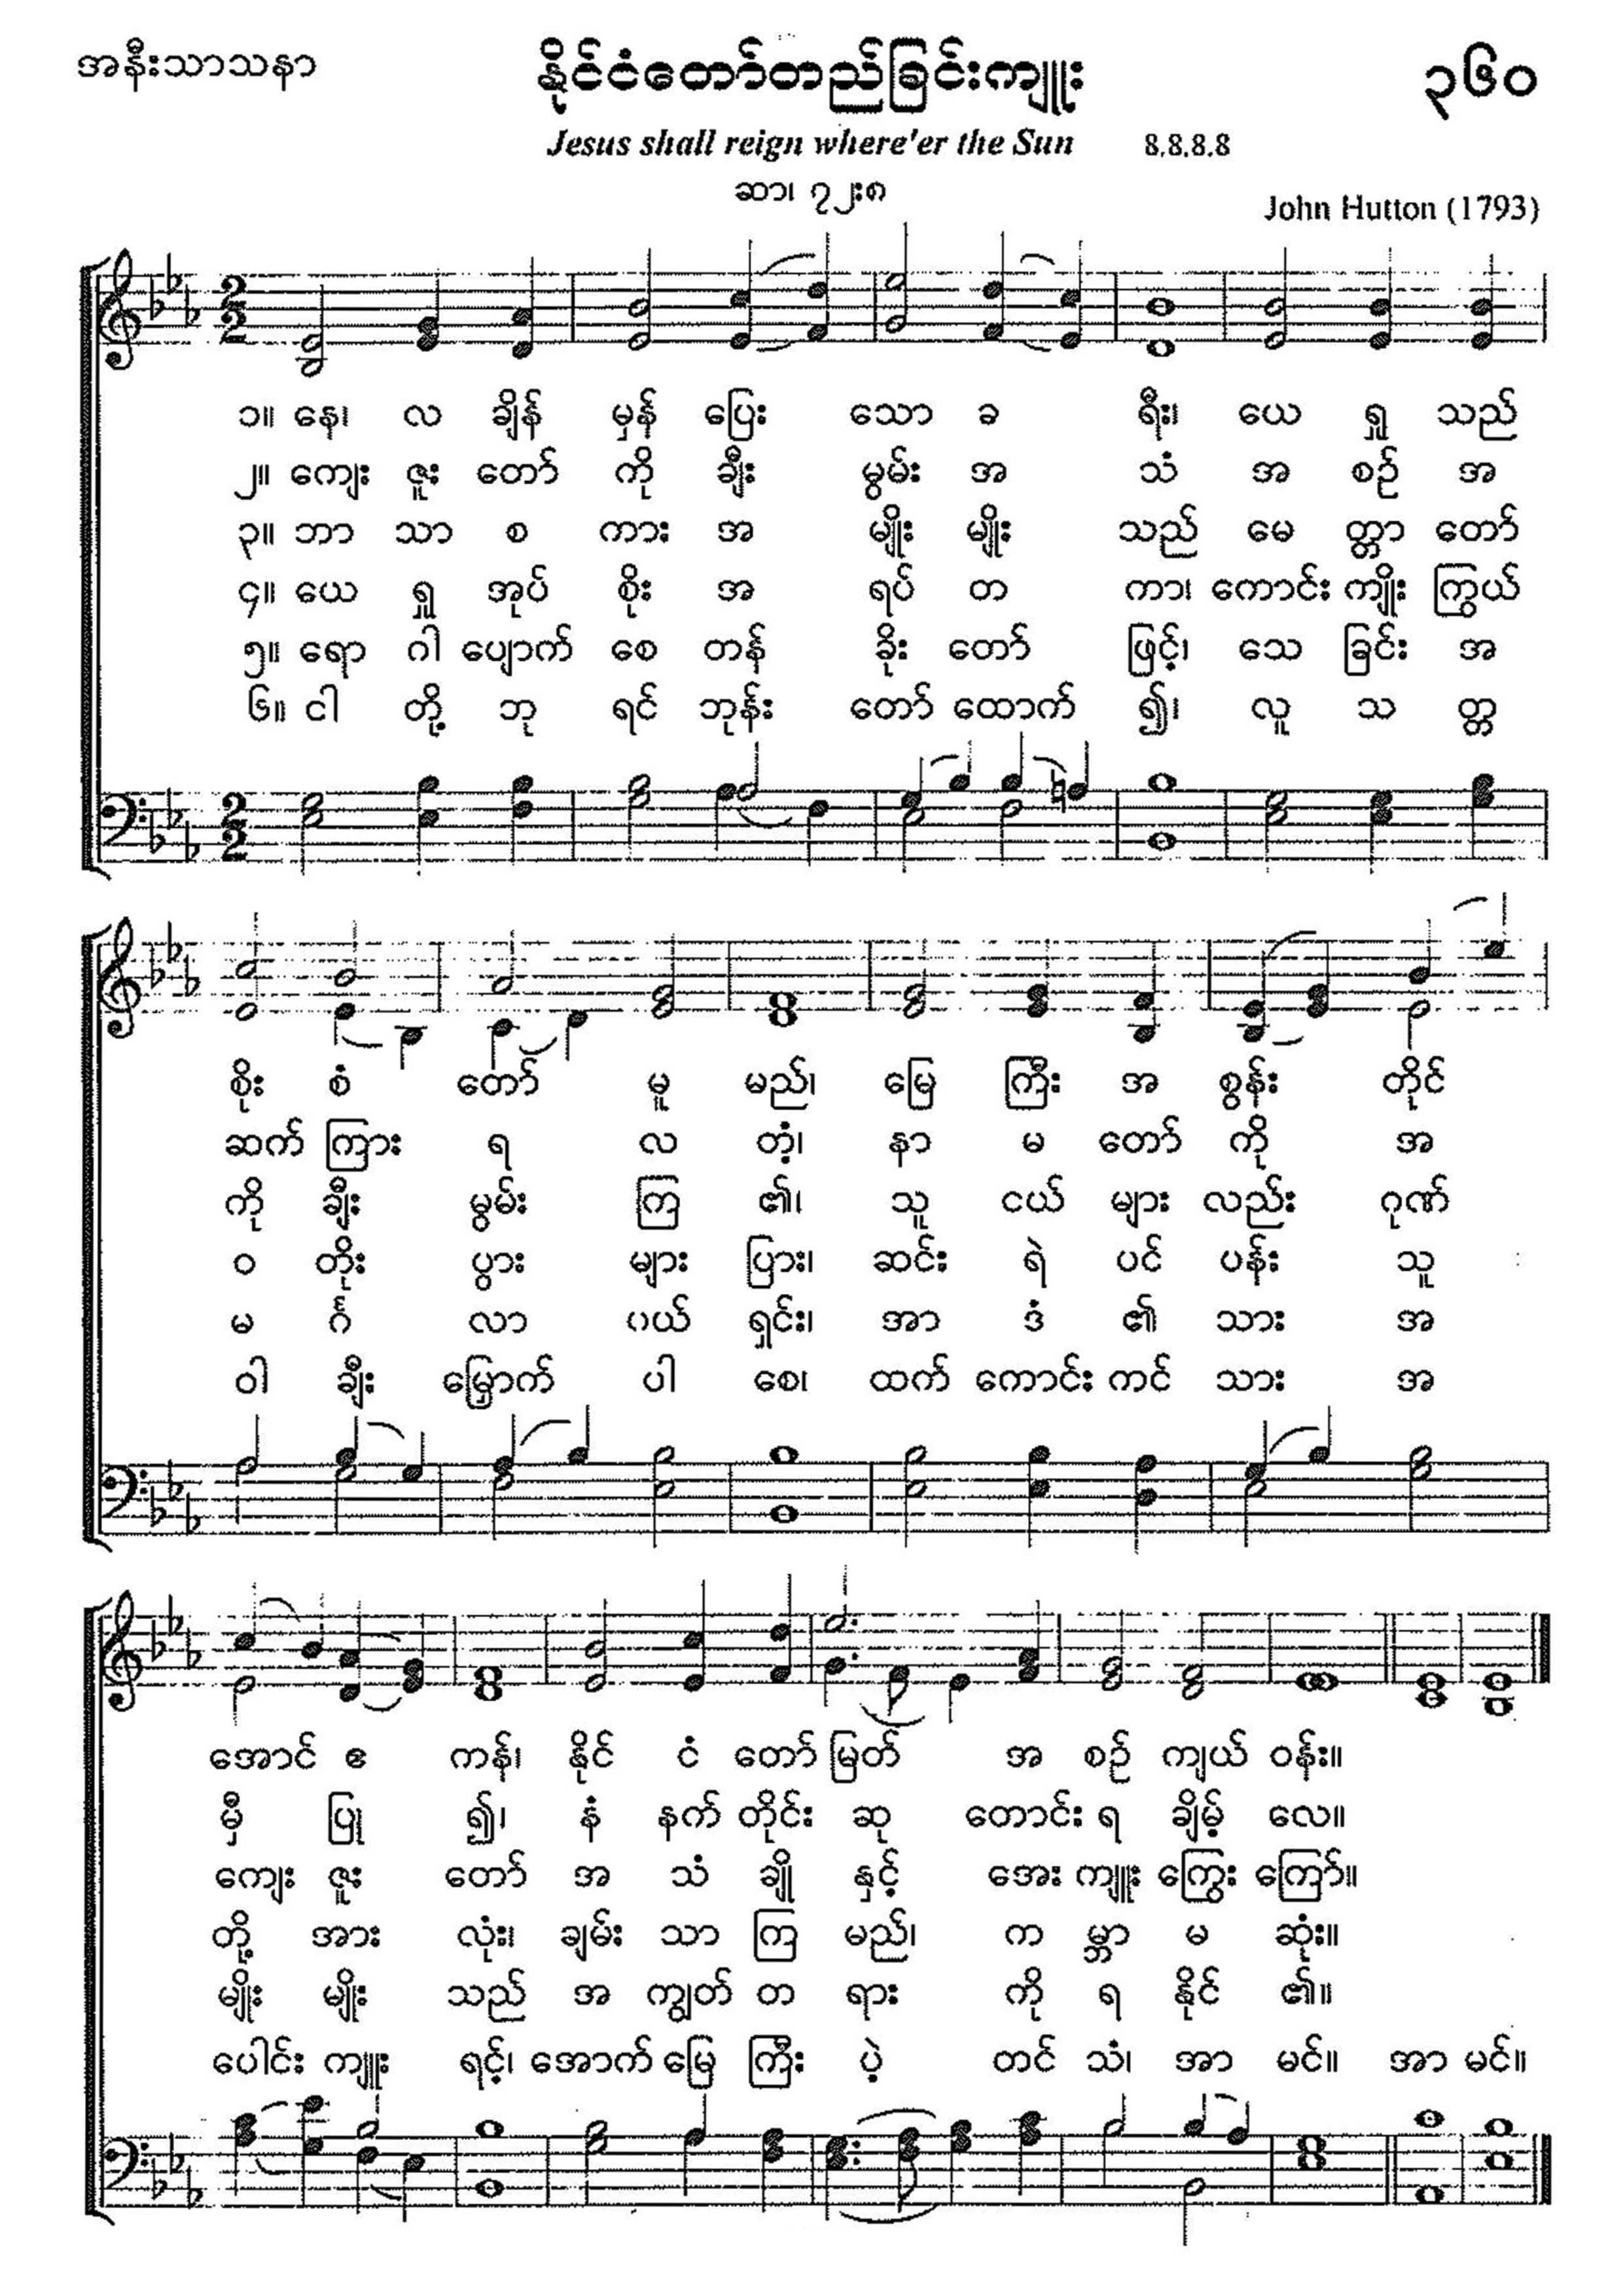 အနီးသာသနာ
နိုင်ငံတော်တည်ခြင်းကျူး
၃၆၀
Jesus shall reign where'er the Sun 8.8.8.8
ဆာ၊ ၇၂း၈
John Hutton (1793)
၁။ နေ၊ လ ချိန် မှန် ပြေး သော ခ ရီး၊ ယေ ရှု သည်
၂။ ကျေး ဇူး တော် ကို ချီး မွမ်း အ သံ အ စဉ် အ
၃။ ဘာ သာ စ ကား အ မျိုး မျိုး သည် မေ တ္တာ တော်
၄။ ယေ ရှု အုပ် စိုး အ ရပ် တ ကာ၊ ကောင်း ကျိုး ကြွယ်
၅။ ရော ဂါ ပျောက် စေ တန် ခိုး တော် ဖြင့်၊ သေ ခြင်း အ
၆။ ငါ တို့ ဘု ရင် ဘုန်း တော် ထောက် ၍၊ လူ သ တ္တ
စိုး စံ တော် မူ မည်၊ မြေ ကြီး အ စွန်း တိုင်
ဆက် ကြား ရ လ တံ့၊ နာ မ တော် ကို အ
ကို ချီး မွမ်း ကြ ၏၊ သူ ငယ် များ လည်း ဂုဏ်
ဝ တိုး ပွား များ ပြား၊ ဆင်း ရဲ ပင် ပန်း သူ
မ င်္ဂ လာ ပယ် ရှင်း၊ အာ ဒံ ၏ သား အ
ဝါ ချီး မြှောက် ပါ စေ၊ ထက် ကောင်း ကင် သား အ
အောင် ဧ ကန်၊ နိုင် ငံ တော် မြတ် အ စဉ် ကျယ် ဝန်း။
မှီ ပြု ၍၊ နံ နက် တိုင်း ဆု တောင်း ရ ချိမ့် လေ။
ကျေး ဇူး တော် အ သံ ချို နှင့် အေး ကျူး ကြွေး ကြော်။
တို့ အား လုံး၊ ချမ်း သာ ကြ မည်၊ က မ္ဘာ မ ဆုံး။
မျိုး မျိုး သည် အ ကျွတ် တ ရား ကို ရ နိုင် ၏။
ပေါင်း ကျူး ရင့်၊ အောက် မြေ ကြီး ပဲ့ တင် သံ၊ အာ မင်။ အာ မင်။